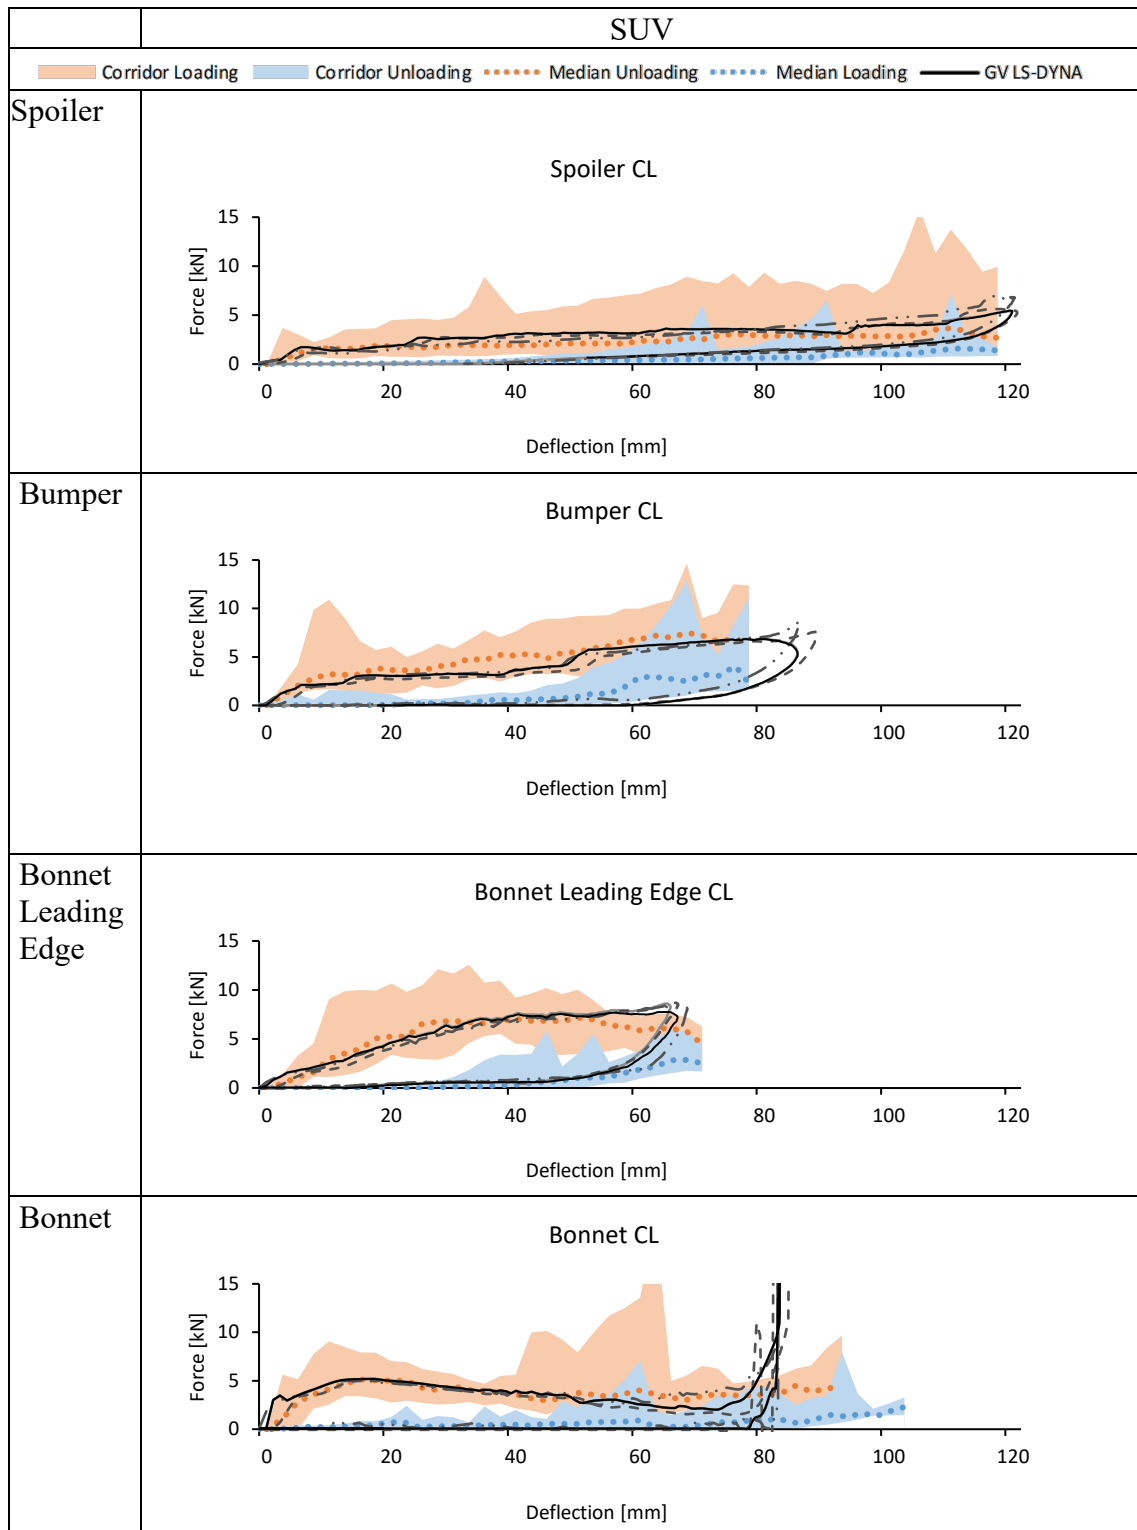 SUV
Corridor Loading Corridor Unloading Median Unloading Median Loading GV LS-DYNA
Spoiler
Spoiler CL
15
10
5
0
Force [kN]
0 20 40 60 80 100 120
Deflection [mm]
Bumper
Bumper CL
15
10
5
0
Force [kN]
0 20 40 60 80 100 120
Deflection [mm]
Bonnet
Leading
Edge
Bonnet Leading Edge CL
15
10
5
0
Force [kN]
0 20 40 60 80 100 120
Deflection [mm]
Bonnet
Bonnet CL
15
10
5
0
Force [kN]
0 20 40 60 80 100 120
Deflection [mm]